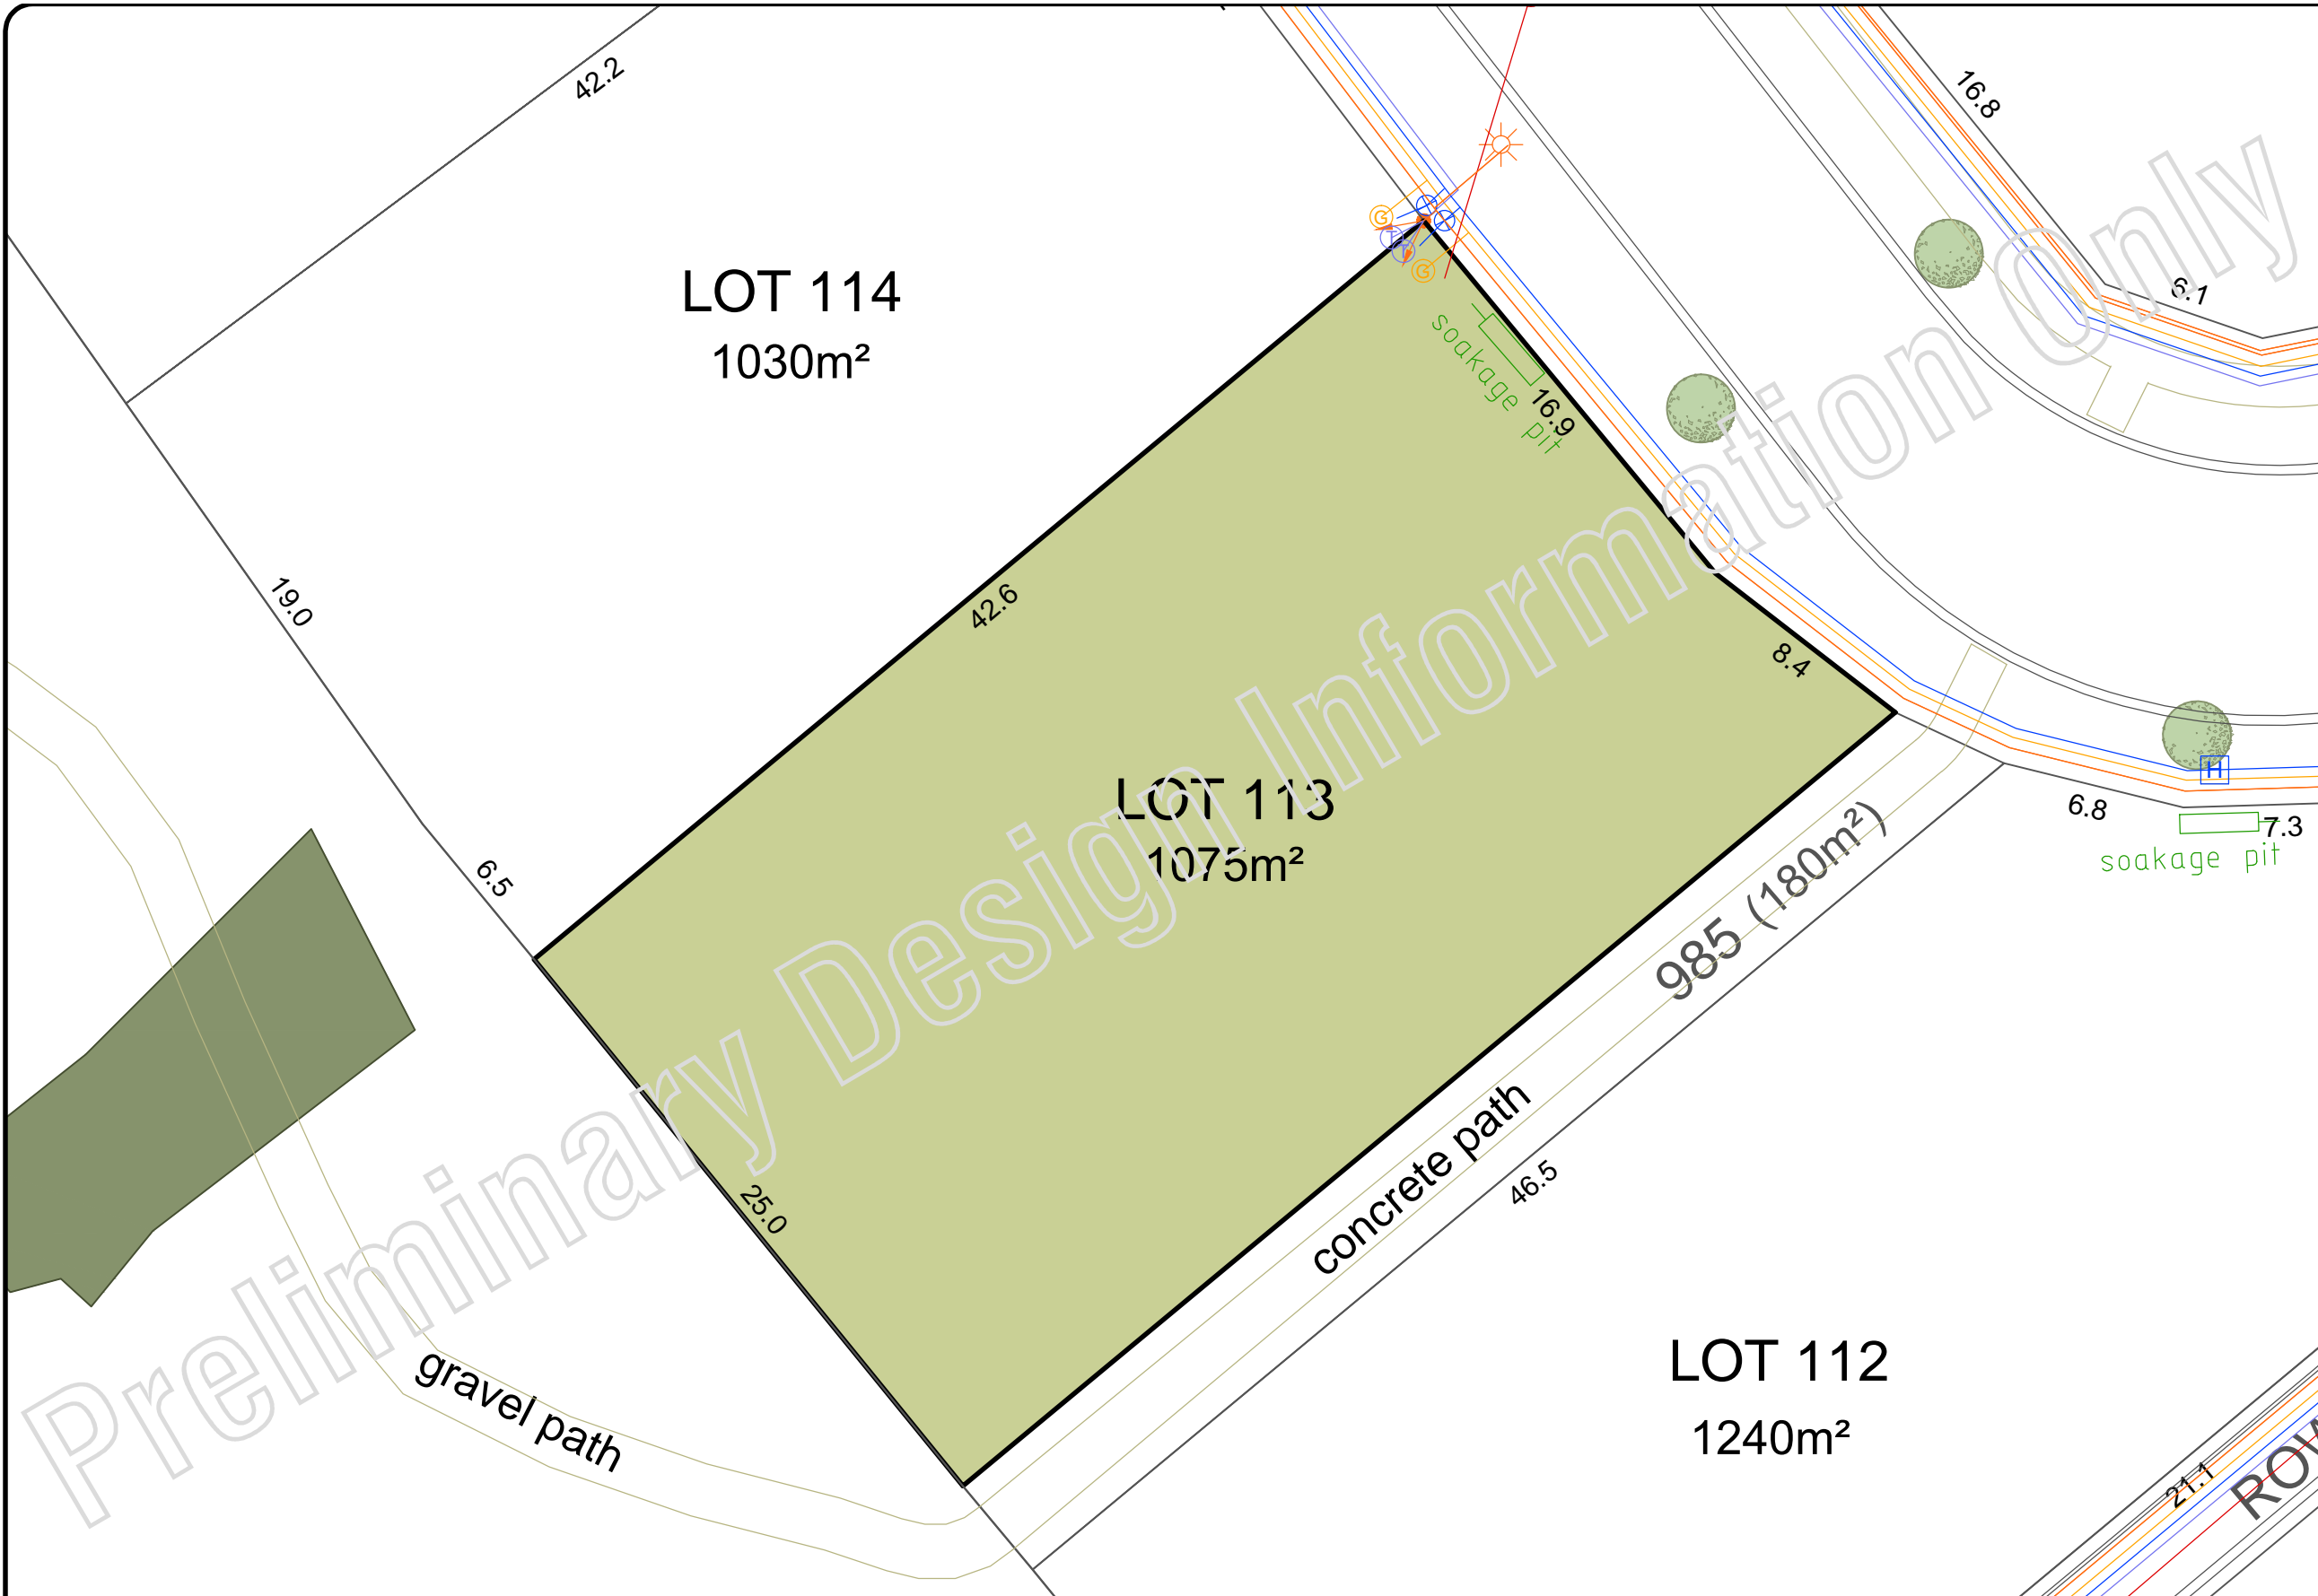 42.2
16.8
6.1
LOT 114
1030m²
G
T
T
G
soakage pit
16.9
19.0
42.6
8.4
H
6.8
7.3
soakage pit
LOT 113
1075m²
6.5
985 (180m²)
25.0
concrete path
46.5
gravel path
LOT 112
1240m²
21.1
ROW
Preliminary Design Information Only